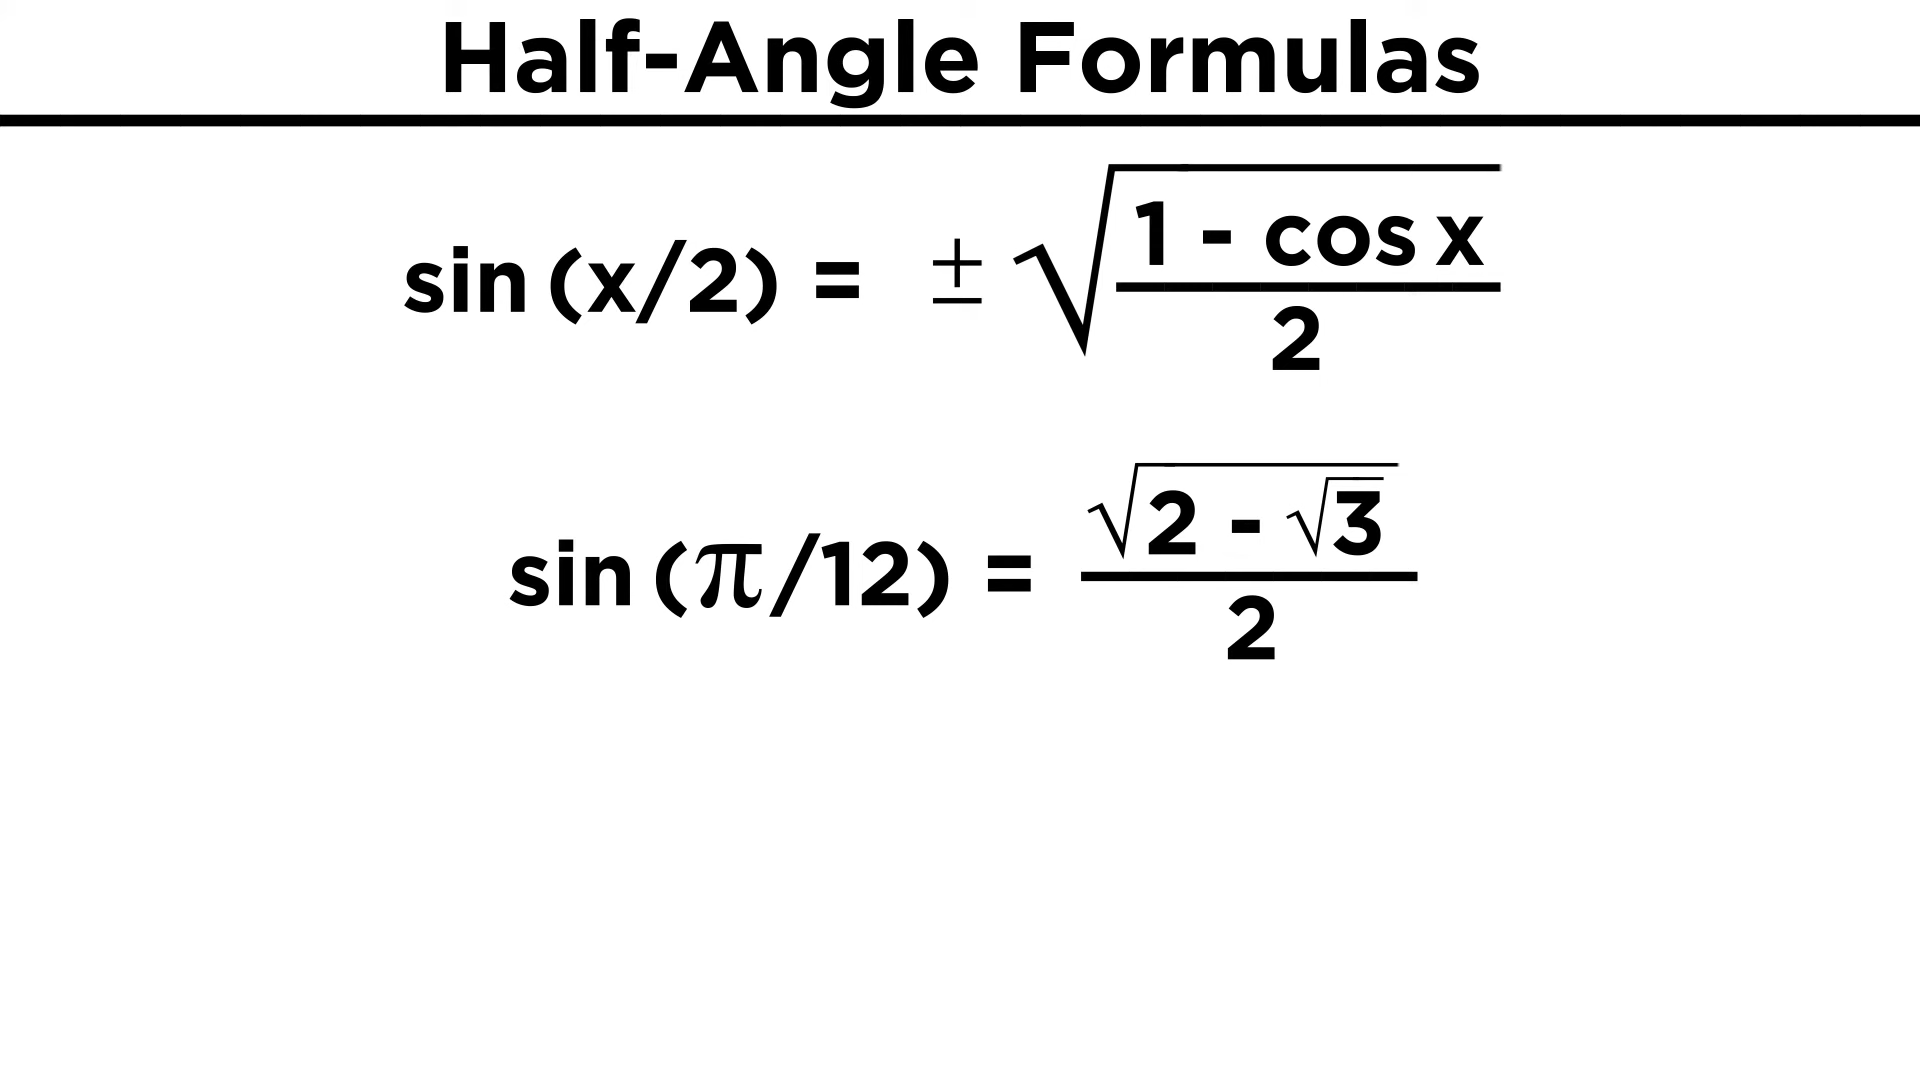 Half-Angle Formulas
sin (x/2) = ± √((1 - cos x)/2)
sin (π/12) = √(2 - √3)/2